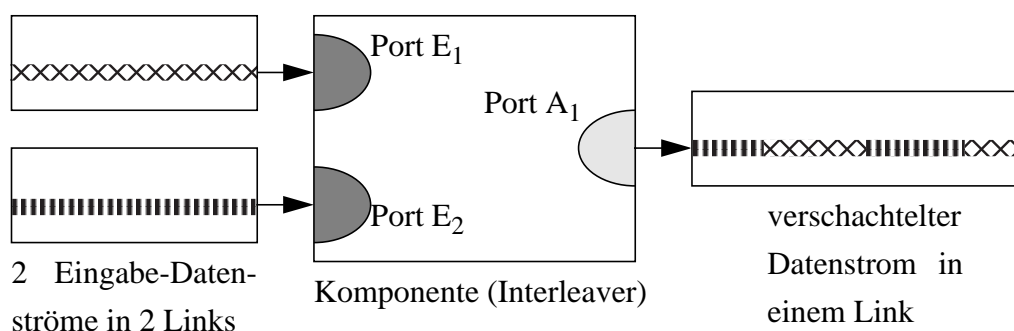 Port E1
Port A1
Port E2
2 Eingabe-Daten-
ströme in 2 Links
Komponente (Interleaver)
verschachtelter
Datenstrom in
einem Link